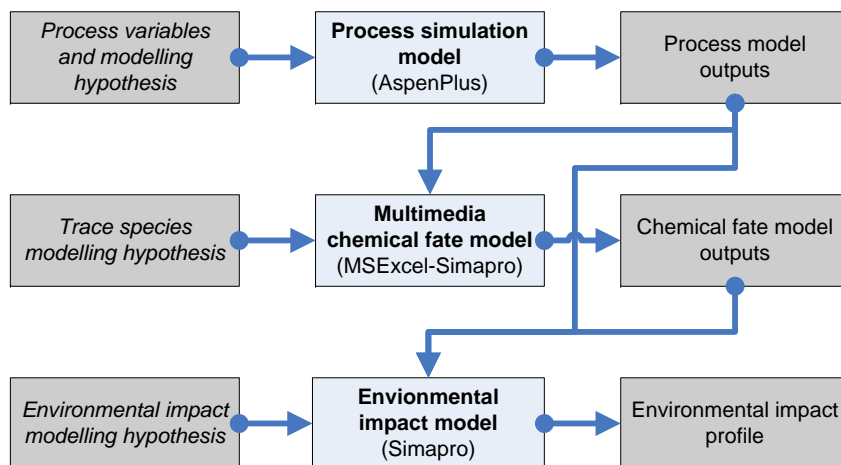 Process variables
and modelling
hypothesis
Process simulation
model
(AspenPlus)
Process model
outputs
Trace species
modelling hypothesis
Multimedia
chemical fate model
(MSExcel-Simapro)
Chemical fate model
outputs
Environmental impact
modelling hypothesis
Envionmental
impact model
(Simapro)
Environmental impact
profile